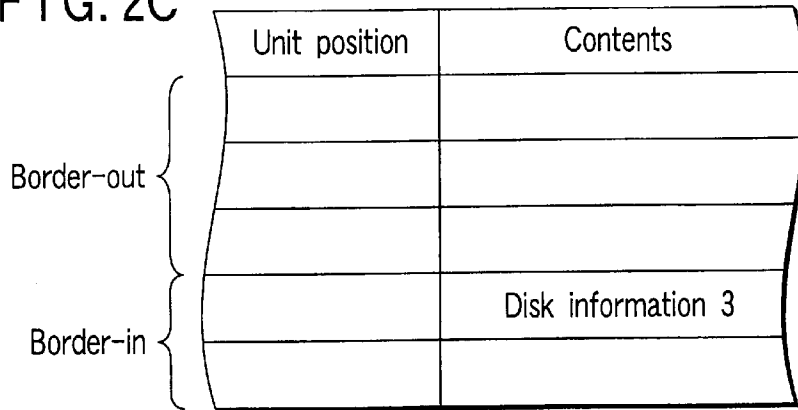 FIG. 2C
Unit position Contents
Border-out
Disk information 3
Border-in